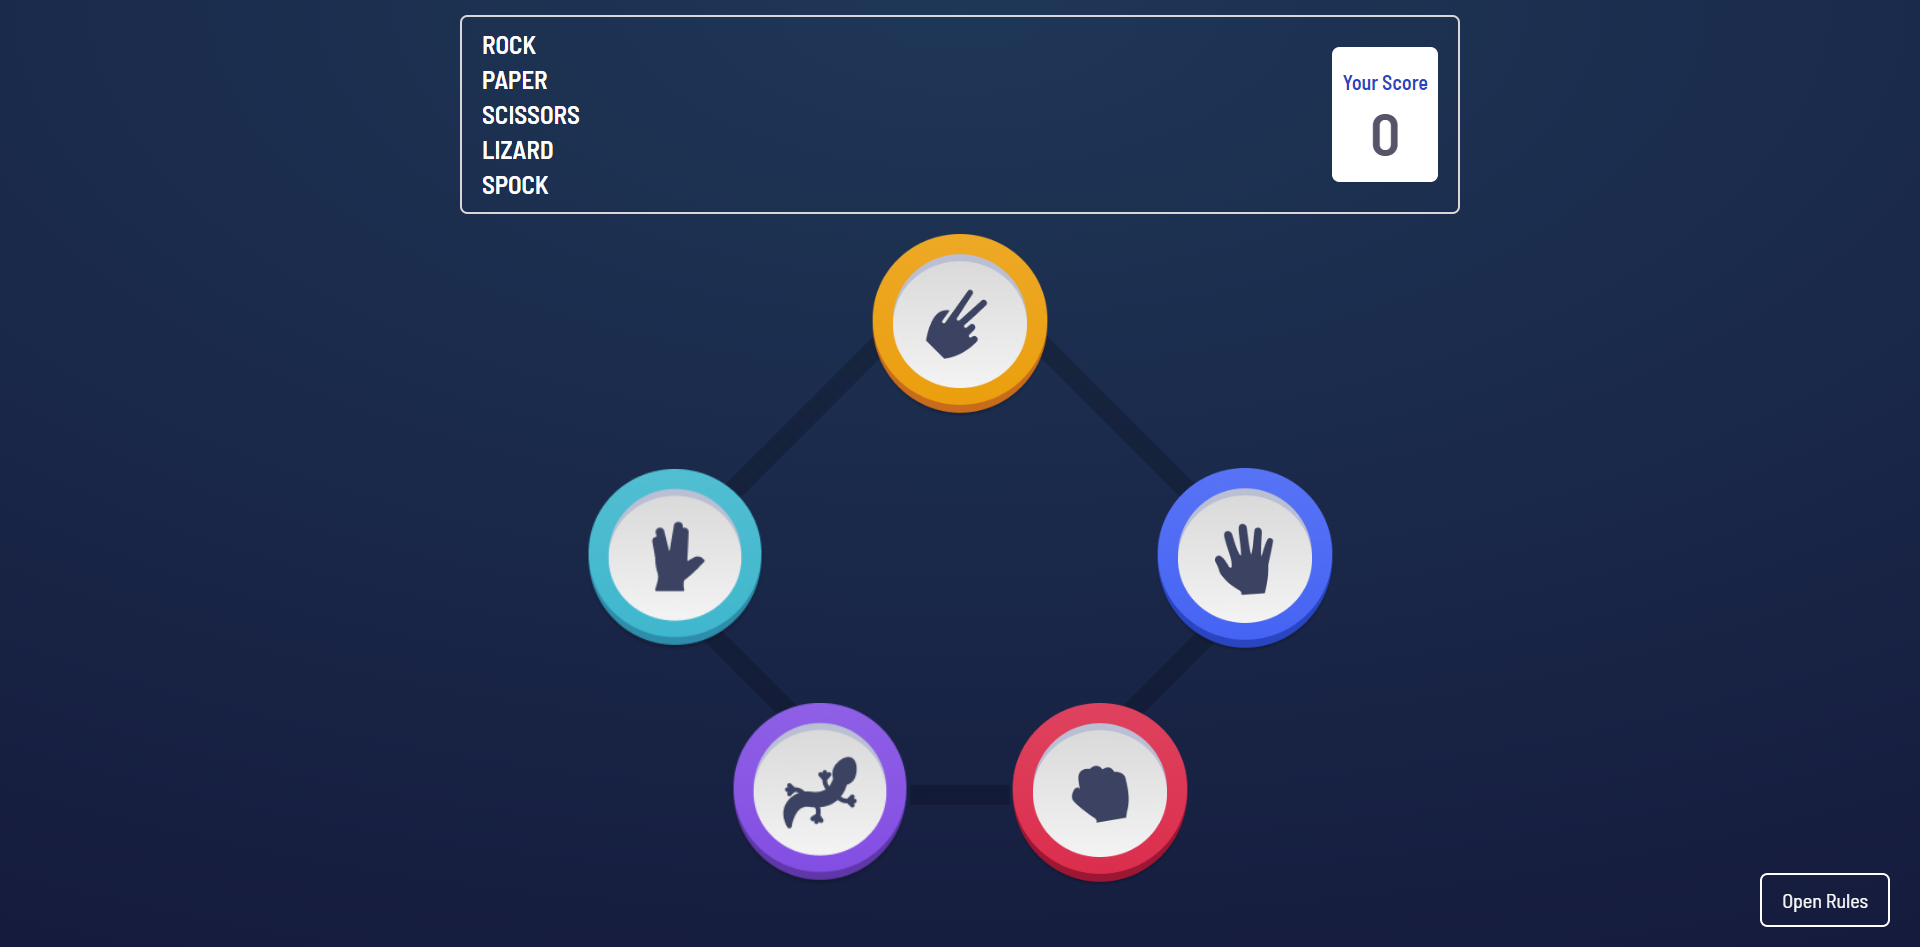 ROCK
PAPER
SCISSORS
LIZARD
SPOCK
Your Score
0
Open Rules